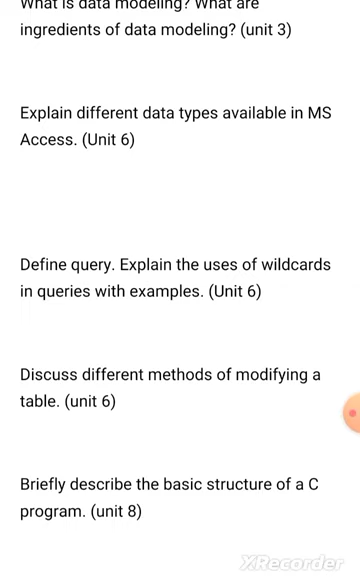 What is data modeling? What are
ingredients of data modeling? (unit 3)
Explain different data types available in MS
Access. (Unit 6)
Define query. Explain the uses of wildcards
in queries with examples. (Unit 6)
Discuss different methods of modifying a
table. (unit 6)
Briefly describe the basic structure of a C
program. (unit 8)
XRecorder